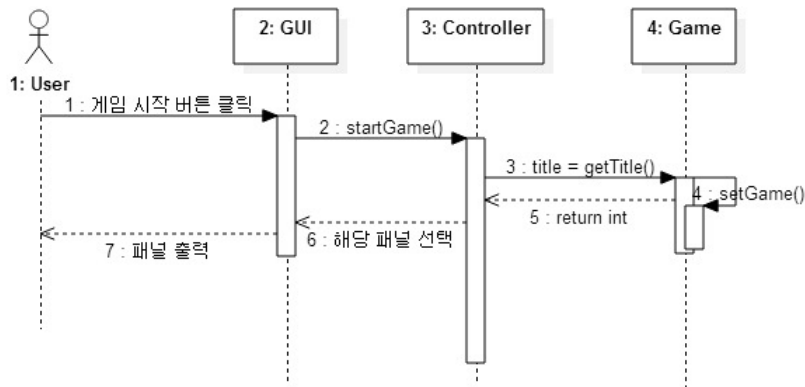 2: GUI
3: Controller
4: Game
1: User
1 : 게임 시작 버튼 클릭
2 : startGame()
3 : title = getTitle()
4 : setGame()
5 : return int
6 : 해당 패널 선택
7 : 패널 출력